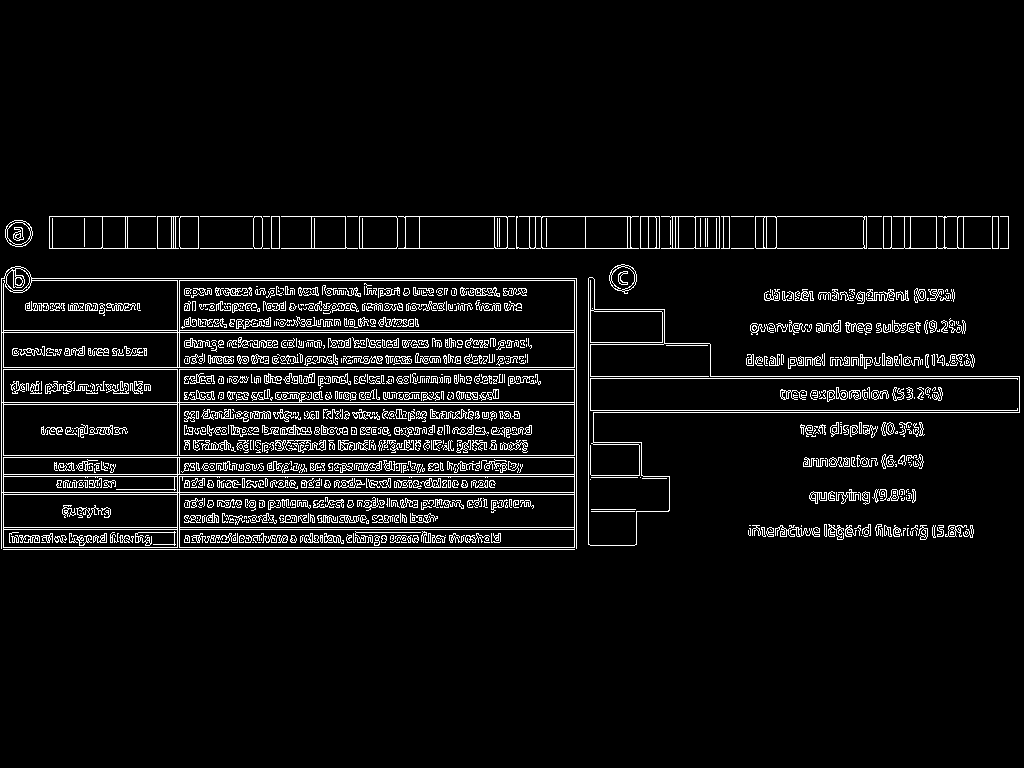 a
b
c
dataset management
open treeset in plain text format, import a tree or a treeset, save
all workspace, load a workspace, remove row/column from the
dataset, append row/column to the dataset
overview and tree subset
change reference column, load selected trees in the detail panel,
add trees to the detail panel, remove trees from the detail panel
detail panel manipulation
select a row in the detail panel, select a column in the detail panel,
select a tree cell, compact a tree cell, uncompact a tree cell
tree exploration
set dendrogram view, set icicle view, collapse branches up to a
level, collapse branches above a score, expand all nodes, expand
a branch, collapse/expand a branch (double click), select a node
text display
set continuous display, set separated display, set hybrid display
annotation
add a tree-level note, add a node-level note, delete a note
querying
add a node to a pattern, select a node in the pattern, edit pattern,
search keywords, search structure, search both
interactive legend filtering
activate/deactivate a relation, change score filter threshold
dataset management (0.5%)
overview and tree subset (9.2%)
detail panel manipulation (14.8%)
tree exploration (53.2%)
text display (0.3%)
annotation (6.4%)
querying (9.8%)
interactive legend filtering (5.8%)